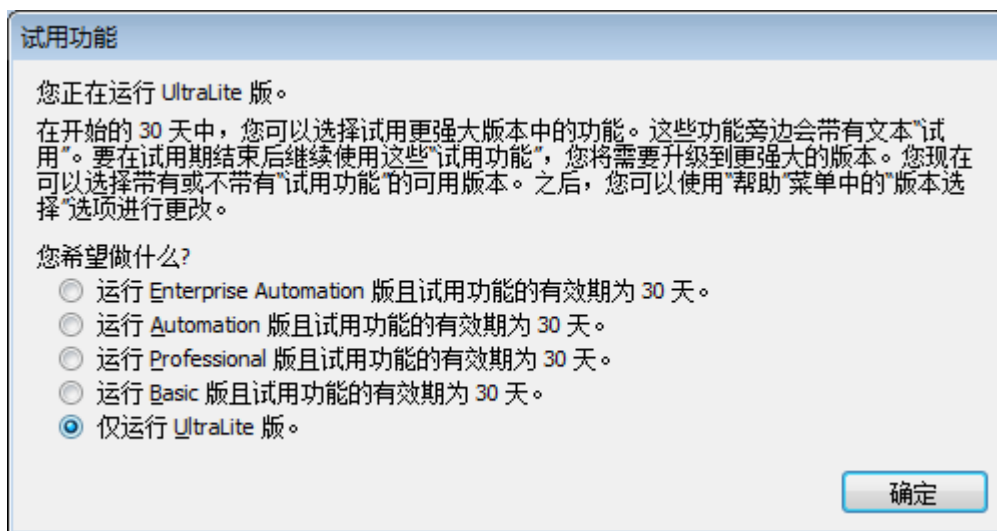 试用功能
您正在运行 UltraLite 版。
在开始的 30 天中，您可以选择试用更强大版本中的功能。这些功能旁边会带有文本"试
用"。要在试用期结束后继续使用这些"试用功能"，您将需要升级到更强大的版本。您现在
可以选择带有或不带有"试用功能"的可用版本。之后，您可以使用"帮助"菜单中的"版本选
择"选项进行更改。
您希望做什么?
运行 Enterprise Automation 版且试用功能的有效期为 30 天。
运行 Automation 版且试用功能的有效期为 30 天。
运行 Professional 版且试用功能的有效期为 30 天。
运行 Basic 版且试用功能的有效期为 30 天。
仅运行 UltraLite 版。
确定